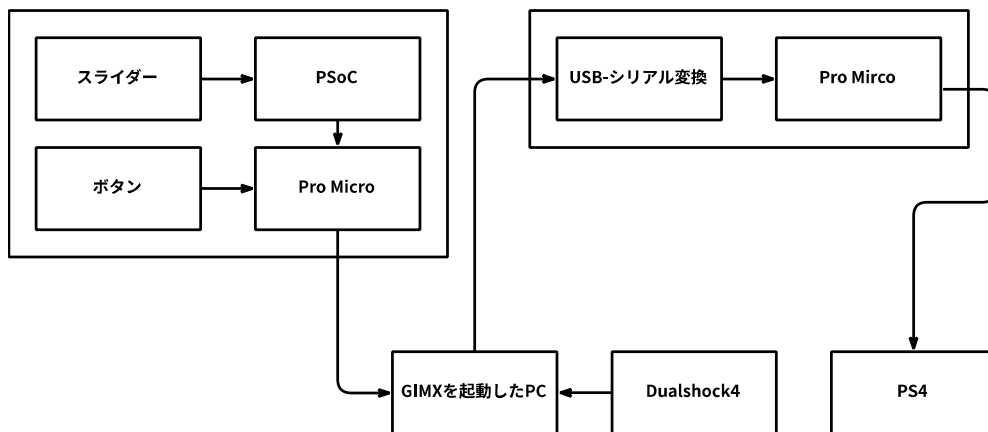 スライダー
PSoC
USB-シリアル変換
Pro Mirco
ボタン
Pro Micro
GIMXを起動したPC
Dualshock4
PS4